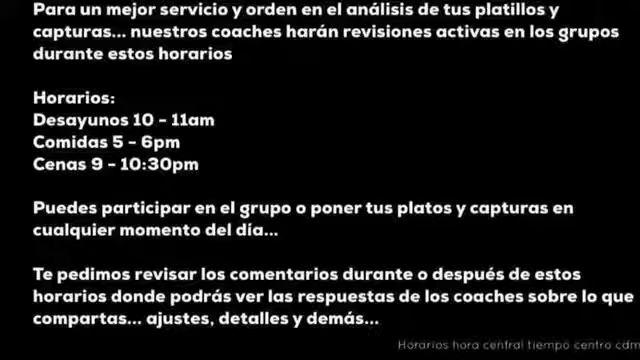 Para un mejor servicio y orden en el análisis de tus platillos y
capturas... nuestros coaches harán revisiones activas en los grupos
durante estos horarios
Horarios:
Desayunos 10 - 11am
Comidas 5 - 6pm
Cenas 9 - 10:30pm
Puedes participar en el grupo o poner tus platos y capturas en
cualquier momento del día...
Te pedimos revisar los comentarios durante o después de estos
horarios donde podrás ver las respuestas de los coaches sobre lo que
compartas... ajustes, detalles y demás...
Horarios hora central tiempo centro cdm